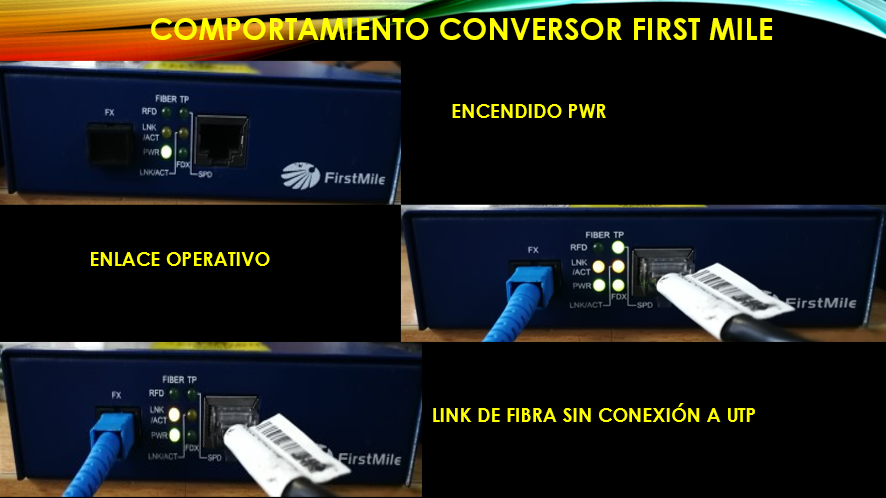 COMPORTAMIENTO CONVERSOR FIRST MILE
FIBER TP
FX
RFD
LNK
/ACT
PWR
FDX
LNK/ACT
SPD
FirstMile
ENCENDIDO PWR
ENLACE OPERATIVO
FIBER TP
FX
RFD
LNK
/ACT
PWR
FDX
LNK/ACT
SPD
FirstMile
FIBER TP
FX
RFD
LNK
/ACT
PWR
FDX
LNK/ACT
SPD
FirstMile
LINK DE FIBRA SIN CONEXIÓN A UTP